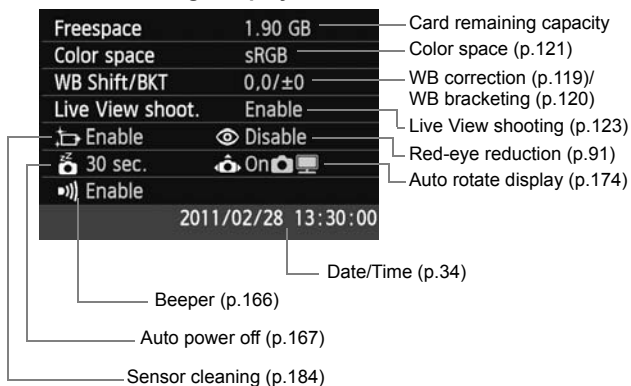 Freespace 1.90 GB
Card remaining capacity
Color space sRGB
Color space (p.121)
WB Shift/BKT 0,0/±0
WB correction (p.119)/
WB bracketing (p.120)
Live View shoot. Enable
Live View shooting (p.123)
Enable Disable
Red-eye reduction (p.91)
30 sec. On
Auto rotate display (p.174)
Enable
2011/02/28 13:30:00
Date/Time (p.34)
Beeper (p.166)
Auto power off (p.167)
Sensor cleaning (p.184)